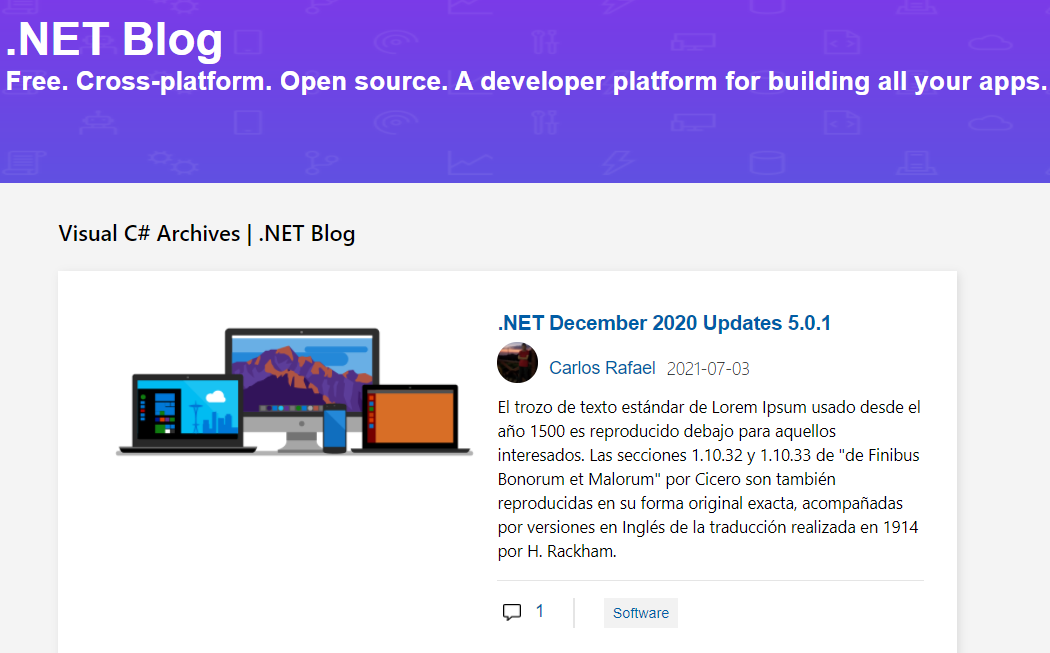 .NET Blog
Free. Cross-platform. Open source. A developer platform for building all your apps.
Visual C# Archives | .NET Blog
.NET December 2020 Updates 5.0.1
Carlos Rafael 2021-07-03
El trozo de texto estándar de Lorem Ipsum usado desde el
año 1500 es reproducido debajo para aquellos
interesados. Las secciones 1.10.32 y 1.10.33 de "de Finibus
Bonorum et Malorum" por Cicero son también
reproducidas en su forma original exacta, acompañadas
por versiones en Inglés de la traducción realizada en 1914
por H. Rackham.
1
Software